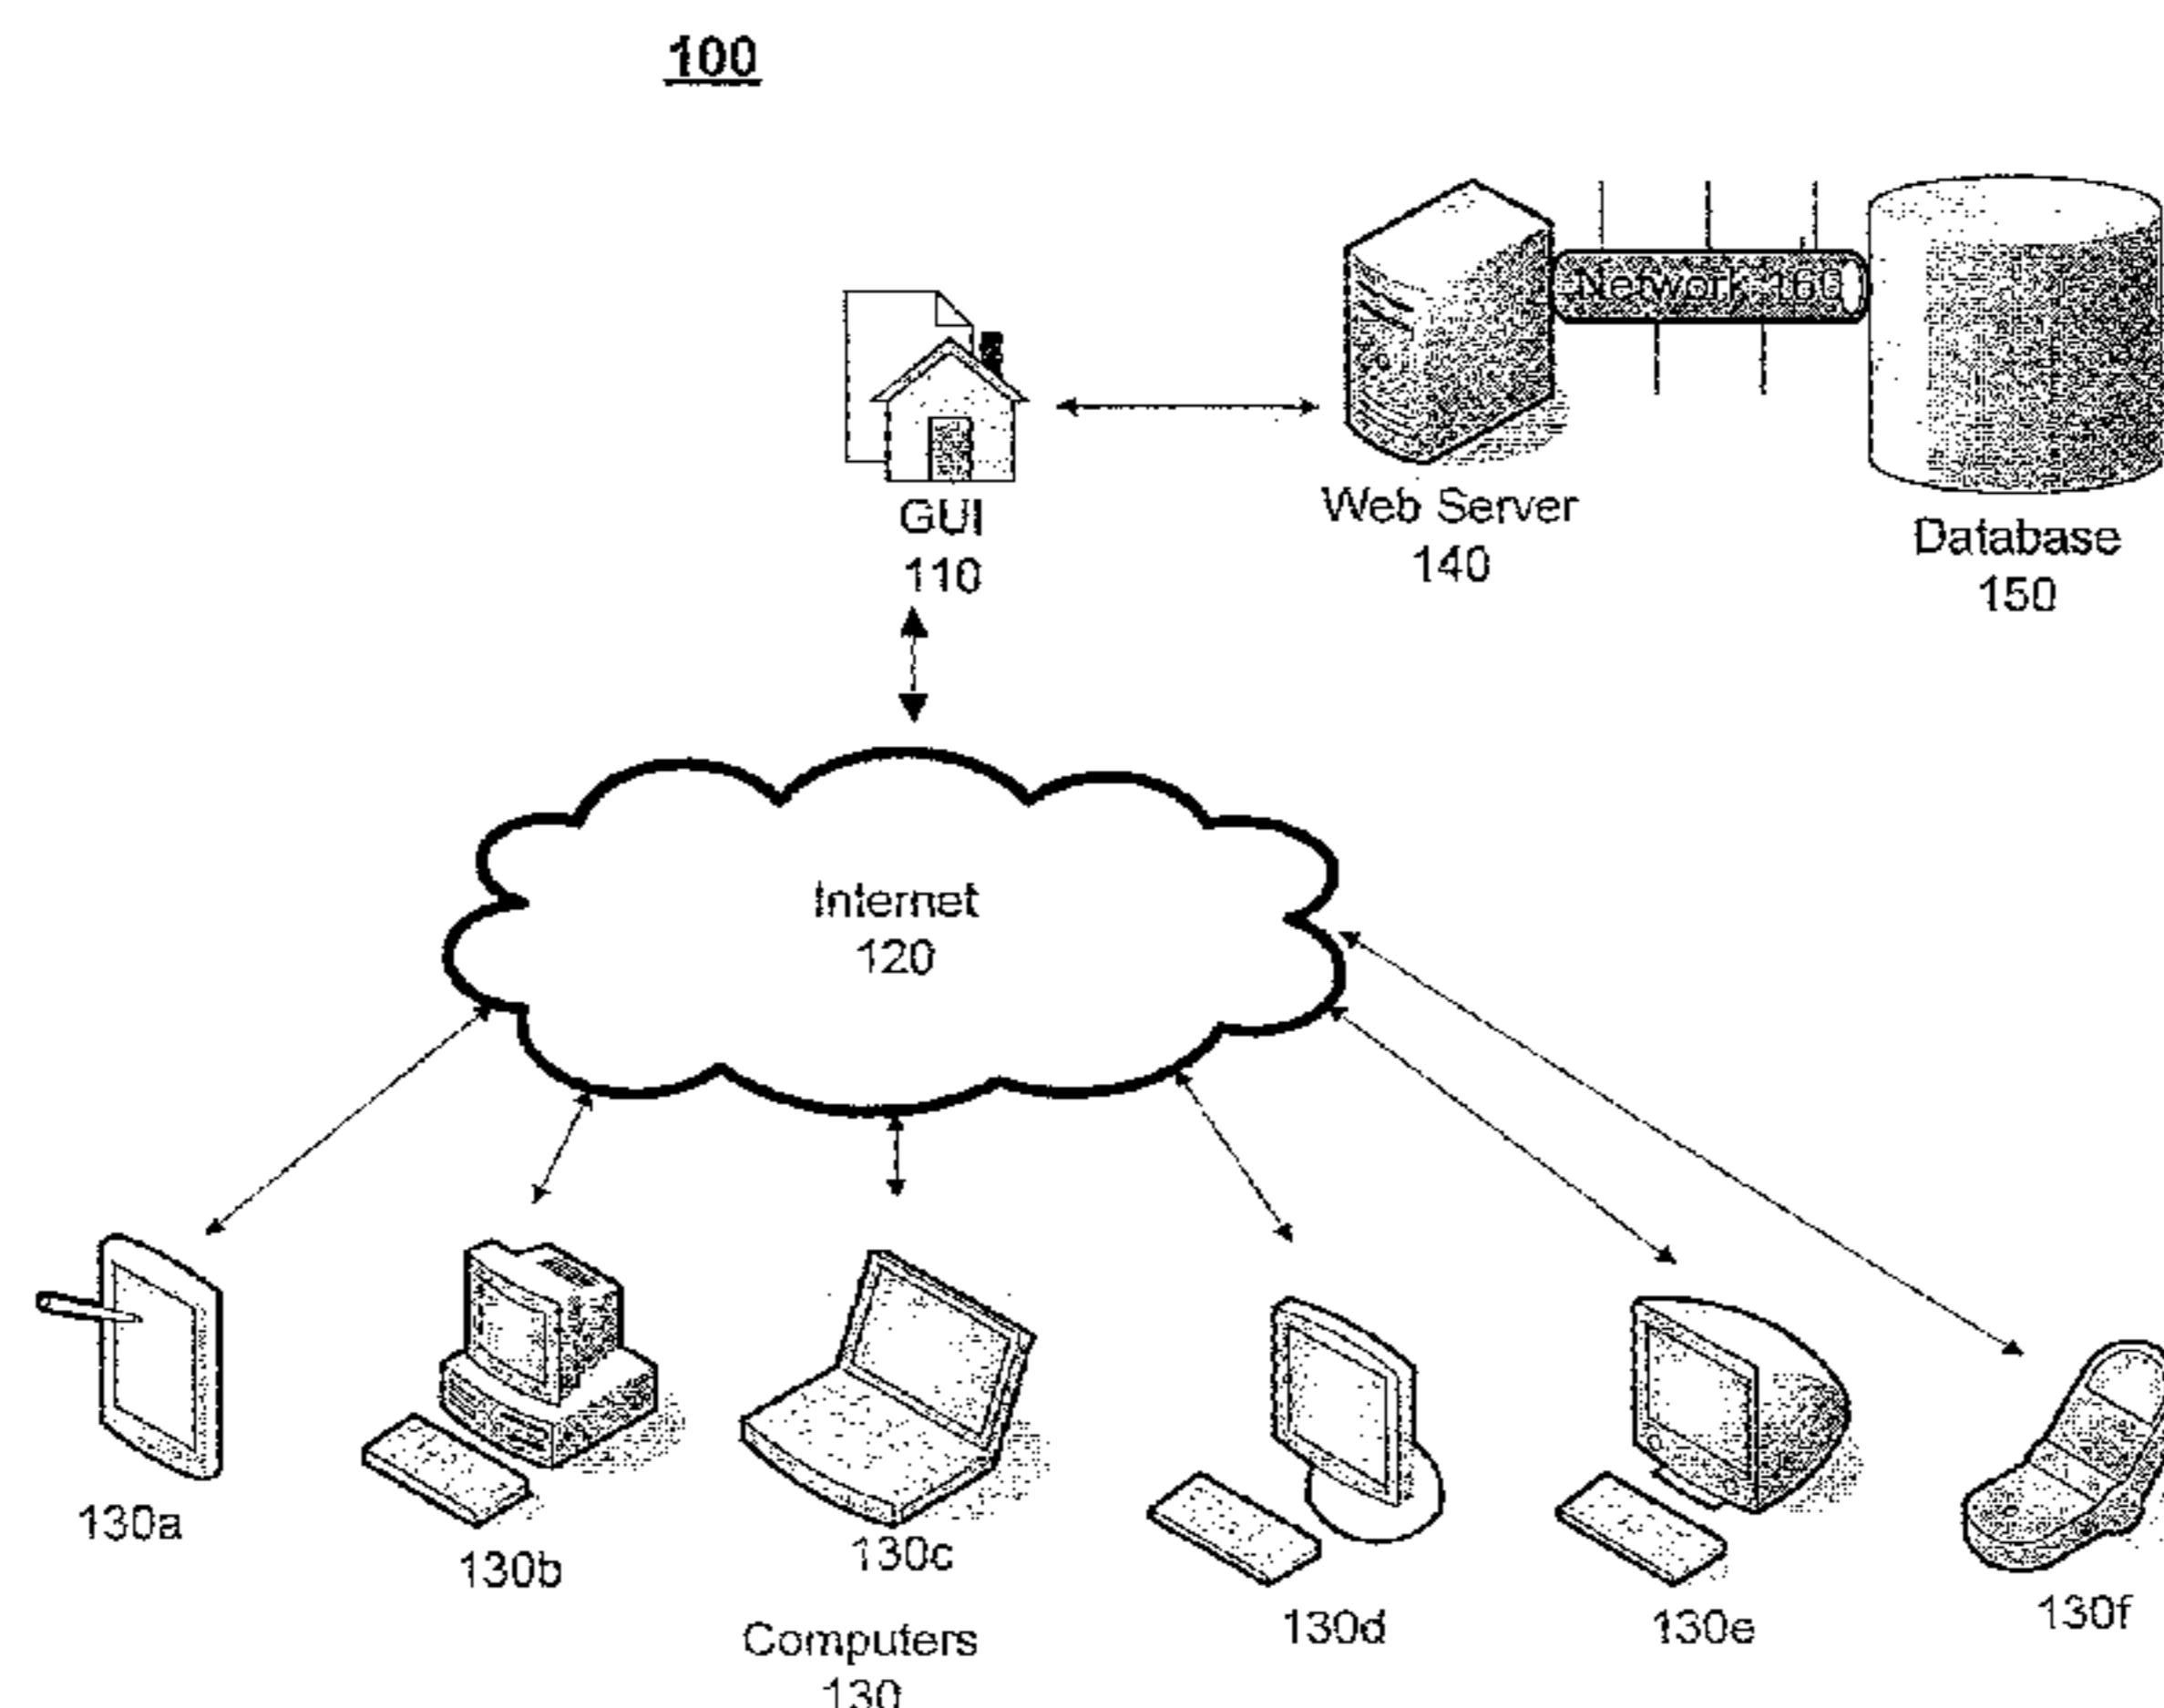 100
Network 160
GUI
110
Web Server
140
Database
150
Internet
120
130a
130b
130c
130d
130e
130f
Computers
130